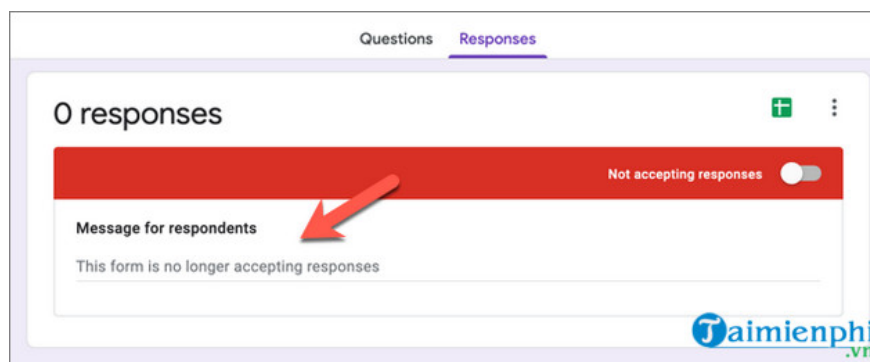 Questions Responses
0 responses
Not accepting responses
Message for respondents
This form is no longer accepting responses
Taimienphi
.vn